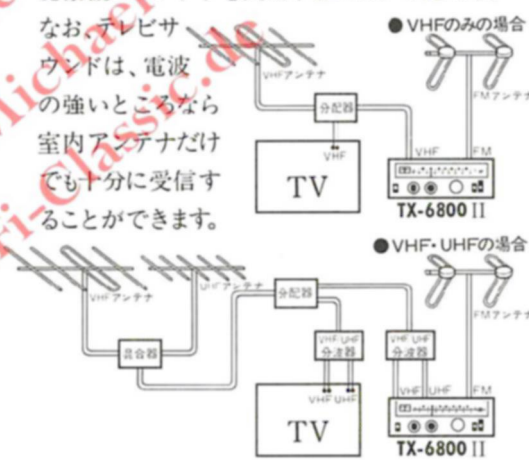 なお、テレビサ
ウンドは、電波
の強いところなら
室内アンテナだけ
でも十分に受信す
ることができます。
●VHFのみの場合
VHFアンテナ
FMアンテナ
分配器
VHF
TV
VHF FM
TX-6800 II
●VHF・UHFの場合
VHFアンテナ
UHFアンテナ
FMアンテナ
分配器
混合器
VHF UHF
分波器
VHF UHF
分波器
VHF UHF
TV
VHF UHF FM
TX-6800 II
Michael
Fi-Classic.de